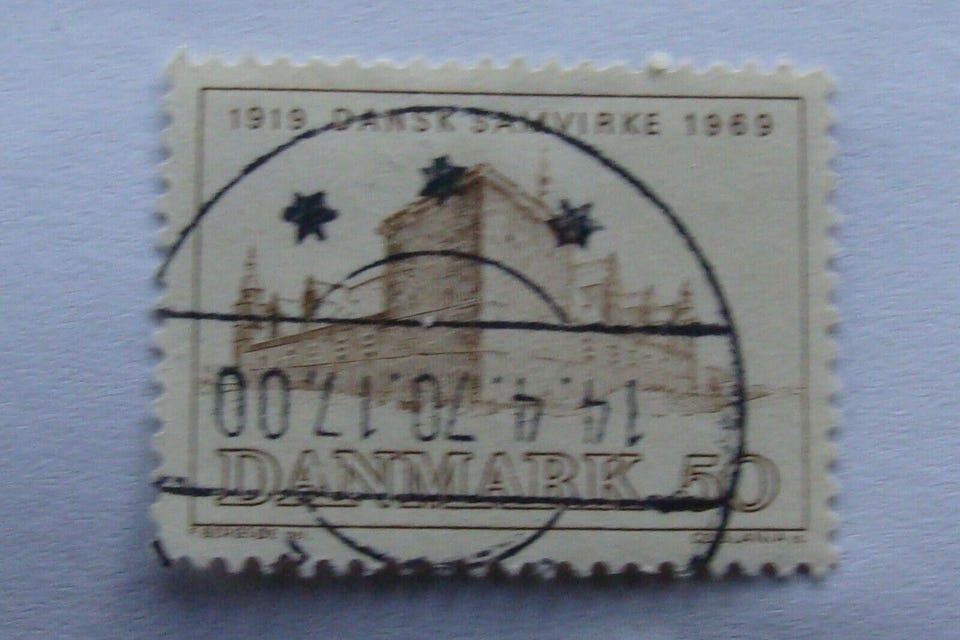 1919 DANSK SAMVIRKE 1969
14.4.70.17.00
DANMARK 50